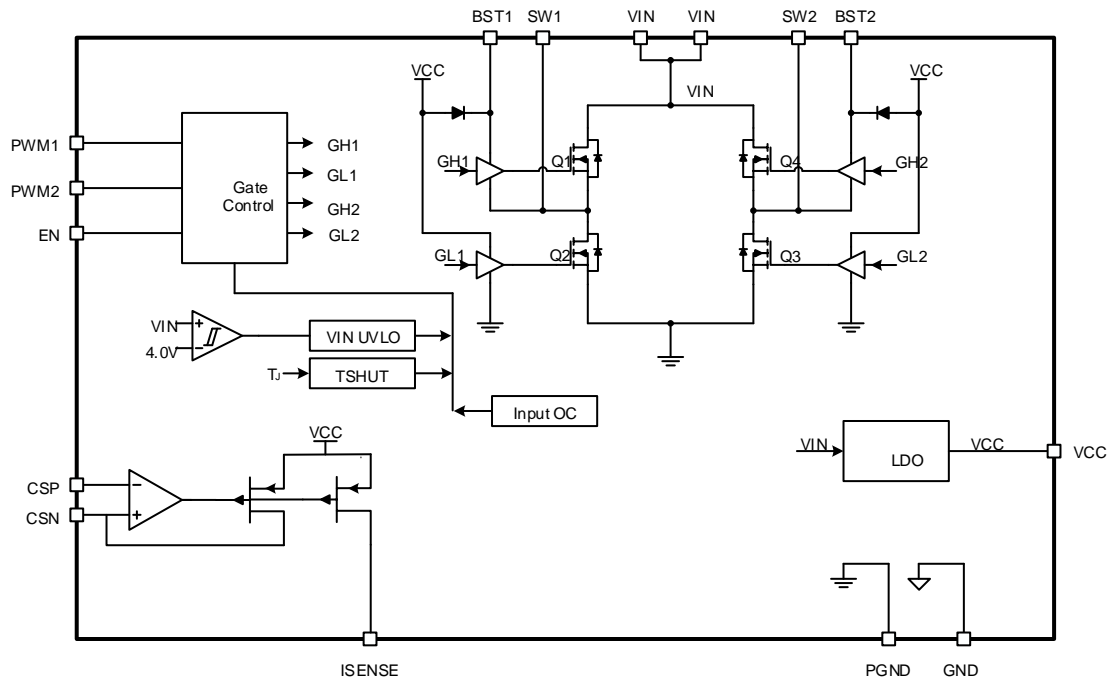 BST1 SW1 VIN VIN SW2 BST2
VCC
VCC
VIN
PWM1
PWM2
EN
Gate
Control
GH1
GL1
GH2
GL2
GH1
Q1
Q4
GH2
GL1
Q2
Q3
GL2
VIN
4.0V
+
−
VIN UVLO
TJ
TSHUT
Input OC
VCC
CSP
CSN
−
+
VIN
LDO
VCC
VCC
ISENSE
PGND
GND